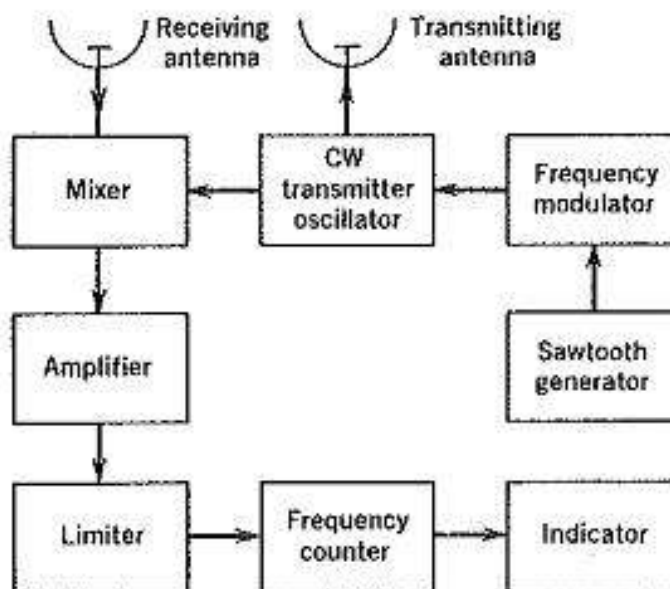 Receiving
antenna
Transmitting
antenna
Mixer
CW
transmitter
oscillator
Frequency
modulator
Amplifier
Sawtooth
generator
Limiter
Frequency
counter
Indicator